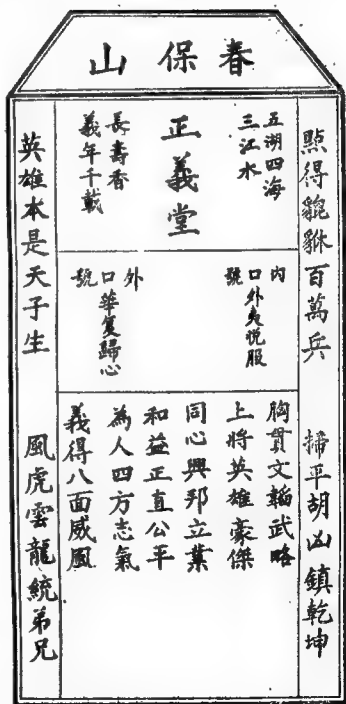 春保山
點得貔貅百萬兵 掃平胡凶鎮乾坤
五湖四海
三江水
正義堂
長壽香
義年千載
內
口外夷悅服
號
外
口華夏歸心
號
胸貫文韜武略
上將英雄豪傑
同心興邦立業
和益正直公平
為人四方志氣
義得八面威風
英雄本是天子生 風虎雲龍統弟兄